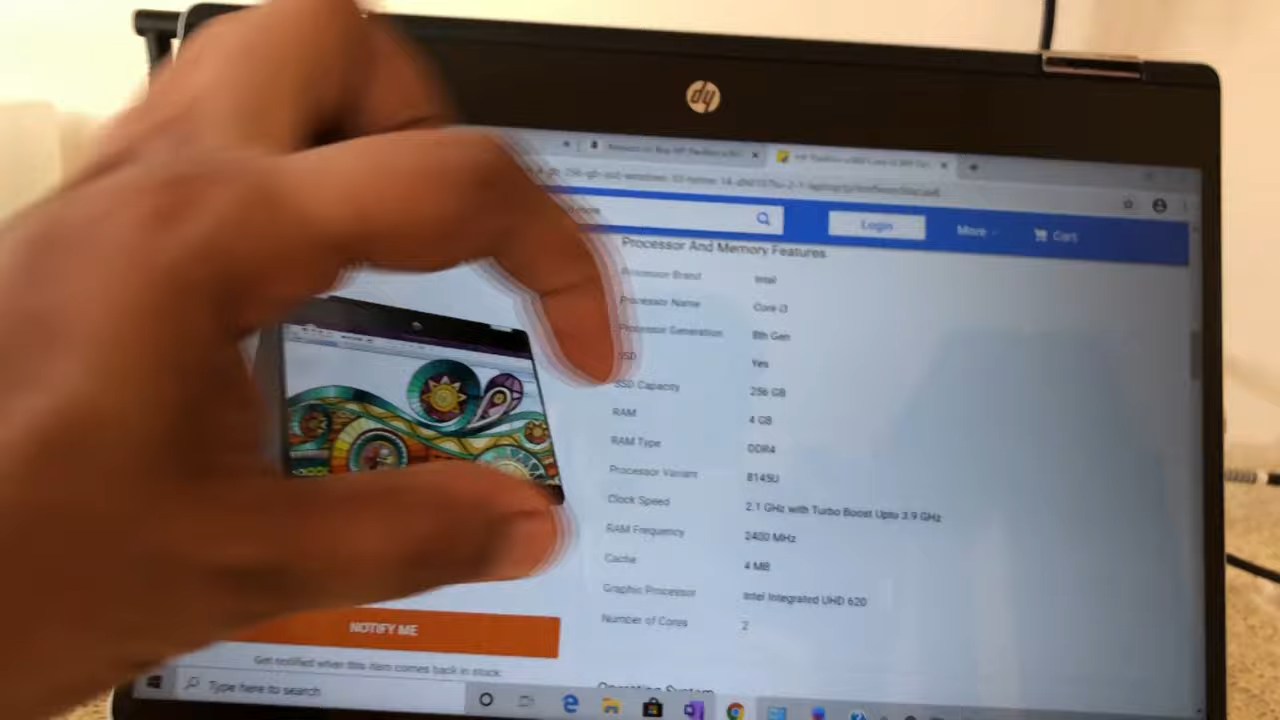 hp
Login
More
Cart
Processor And Memory Features
Processor Brand Intel
Processor Name Core i3
Processor Generation 8th Gen
SSD Yes
SSD Capacity 256 GB
RAM 4 GB
RAM Type DDR4
Processor Variant 8145U
Clock Speed 2.1 GHz with Turbo Boost Upto 3.9 GHz
RAM Frequency 2400 MHz
Cache 4 MB
Graphic Processor Intel Integrated UHD 620
Number of Cores 2
NOTIFY ME
Get notified when this item comes back in stock.
Operating System
Type here to search